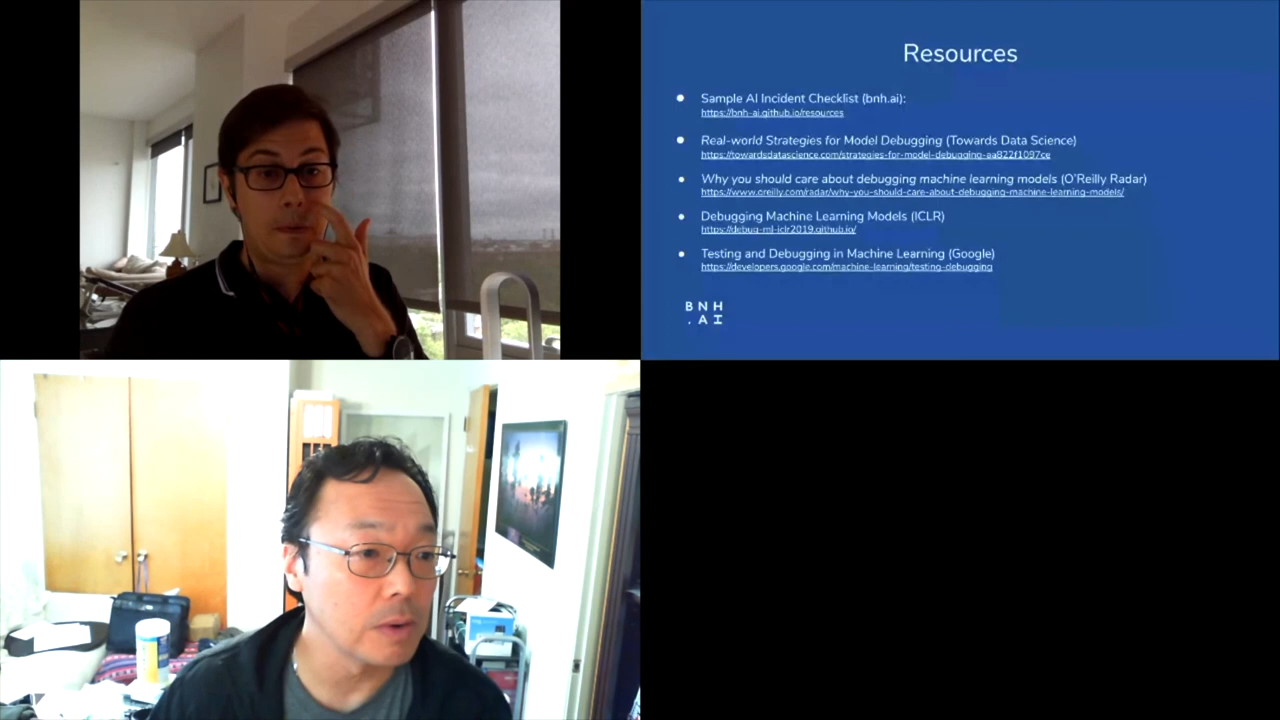 Resources
Sample AI Incident Checklist (bnh.ai):
https://bnh-ai.github.io/resources
Real-world Strategies for Model Debugging (Towards Data Science)
https://towardsdatascience.com/strategies-for-model-debugging-aa822f1097ce
Why you should care about debugging machine learning models (O'Reilly Radar)
https://www.oreilly.com/radar/why-you-should-care-about-debugging-machine-learning-models/
Debugging Machine Learning Models (ICLR)
https://debug-ml-iclr2019.github.io/
Testing and Debugging in Machine Learning (Google)
https://developers.google.com/machine-learning/testing-debugging
BNH
.AI